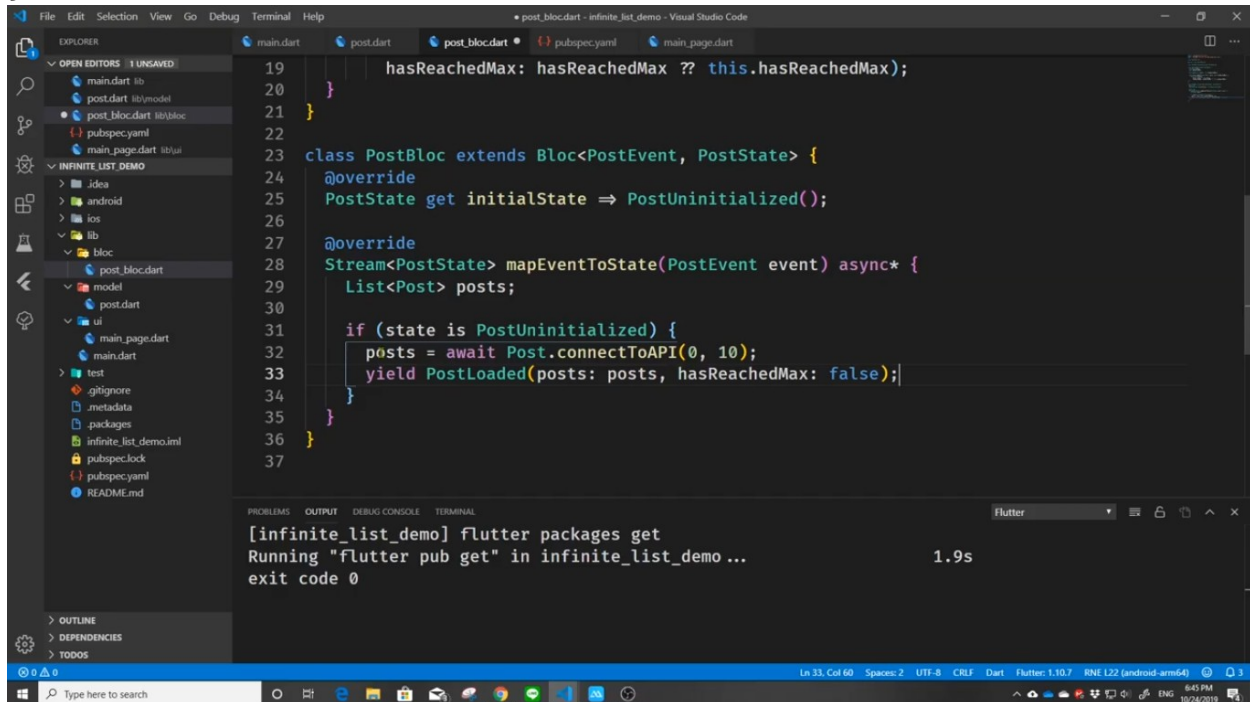 File Edit Selection View Go Debug Terminal Help
● post_bloc.dart - infinite_list_demo - Visual Studio Code
EXPLORER
main.dart
post.dart
post_bloc.dart ●
{·} pubspec.yaml
main_page.dart
OPEN EDITORS 1 UNSAVED
main.dart lib
post.dart lib\model
● post_bloc.dart lib\bloc
{·} pubspec.yaml
main_page.dart lib\ui
INFINITE_LIST_DEMO
.idea
android
ios
lib
bloc
post_bloc.dart
model
post.dart
ui
main_page.dart
main.dart
test
.gitignore
.metadata
.packages
infinite_list_demo.iml
pubspec.lock
{·} pubspec.yaml
README.md
OUTLINE
DEPENDENCIES
TODOS
19 hasReachedMax: hasReachedMax ?? this.hasReachedMax);
20 }
21 }
22
23 class PostBloc extends Bloc<PostEvent, PostState> {
24 @override
25 PostState get initialState ⇒ PostUninitialized();
26
27 @override
28 Stream<PostState> mapEventToState(PostEvent event) async* {
29 List<Post> posts;
30
31 if (state is PostUninitialized) {
32 posts = await Post.connectToAPI(0, 10);
33 yield PostLoaded(posts: posts, hasReachedMax: false);
34 }
35 }
36 }
37
PROBLEMS OUTPUT DEBUG CONSOLE TERMINAL
Flutter
[infinite_list_demo] flutter packages get
Running "flutter pub get" in infinite_list_demo... 1.9s
exit code 0
0 0
Ln 33, Col 60 Spaces: 2 UTF-8 CRLF Dart Flutter: 1.10.7 RNE L22 (android-arm64) 3
Type here to search
ENG
6:45 PM
10/24/2019